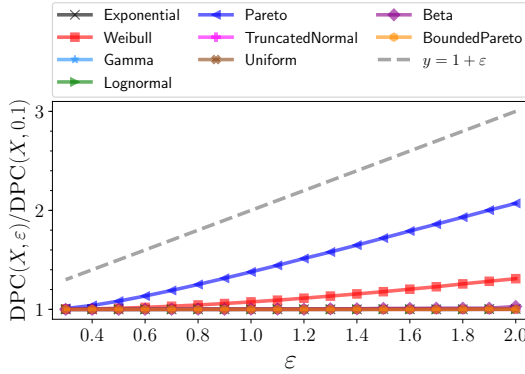 Exponential Pareto Beta
Weibull TruncatedNormal BoundedPareto
Gamma Uniform y = 1 + ε
Lognormal
DPC(X, ε)/DPC(X, 0.1)
3
2
1
0.4 0.6 0.8 1.0 1.2 1.4 1.6 1.8 2.0
ε